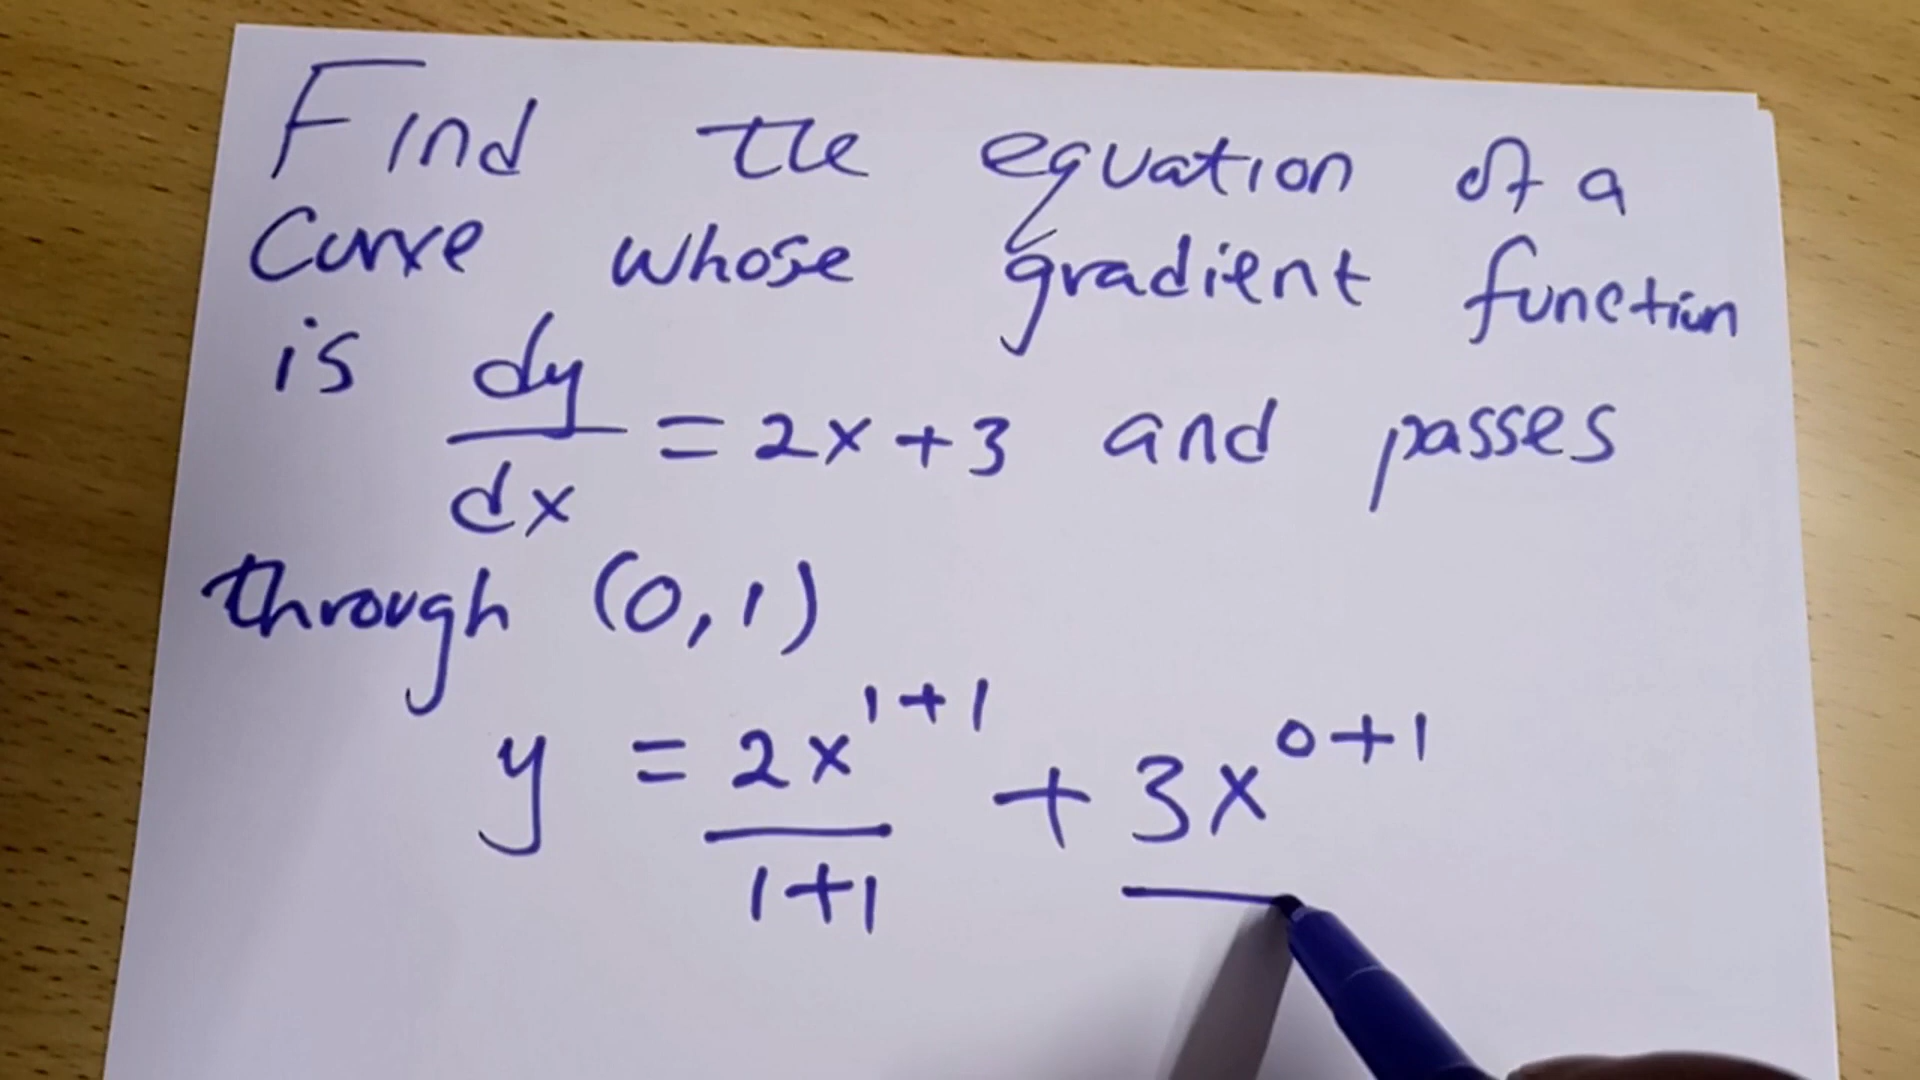 Find the equation of a
Curve whose gradient function
is dy/dx = 2x + 3 and passes
through (0,1)
y = 2x^{1+1}/1+1 + 3x^{0+1}